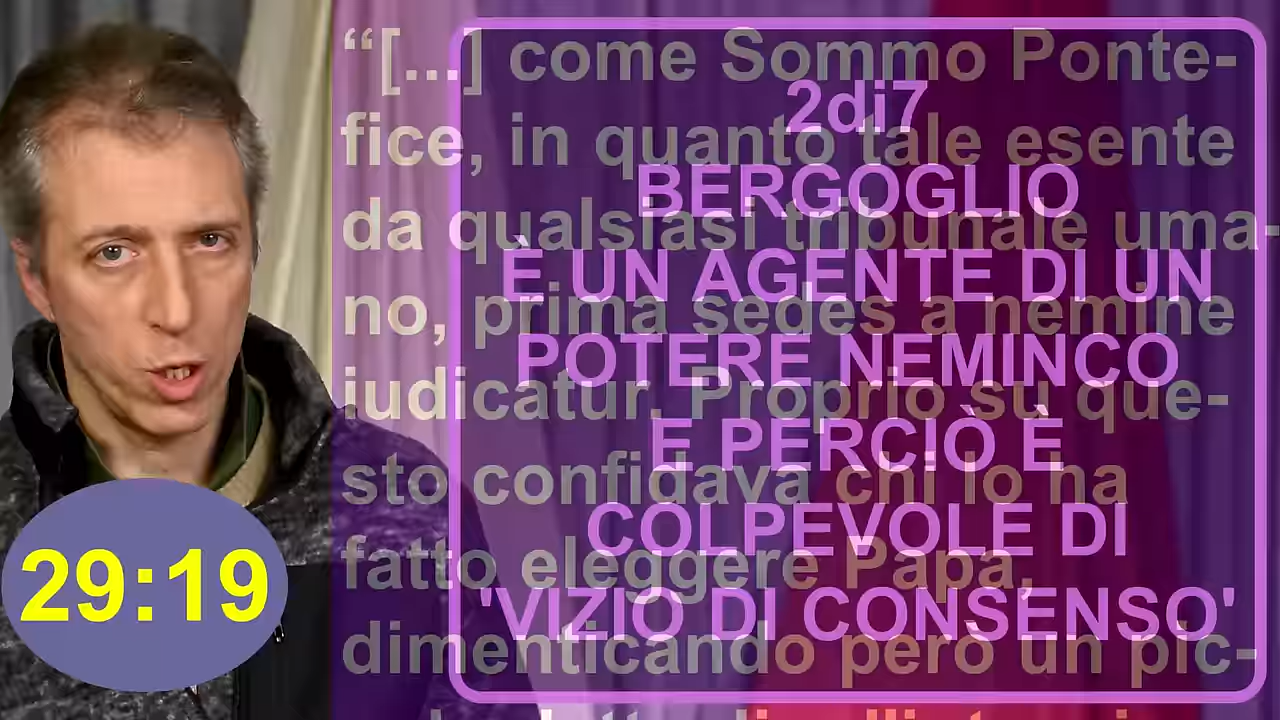 “[...] come Sommo Ponte-
fice, in quanto tale esente
da qualsiasi tribunale uma-
no, prima sedes a nemine
iudicatur. Proprio su que-
sto confidava chi lo ha
fatto eleggere Papa,
dimenticando però un pic-
2di7
BERGOGLIO
È UN AGENTE DI UN
POTERE NEMINCO
E PERCIÒ È
COLPEVOLE DI
'VIZIO DI CONSENSO'
29:19